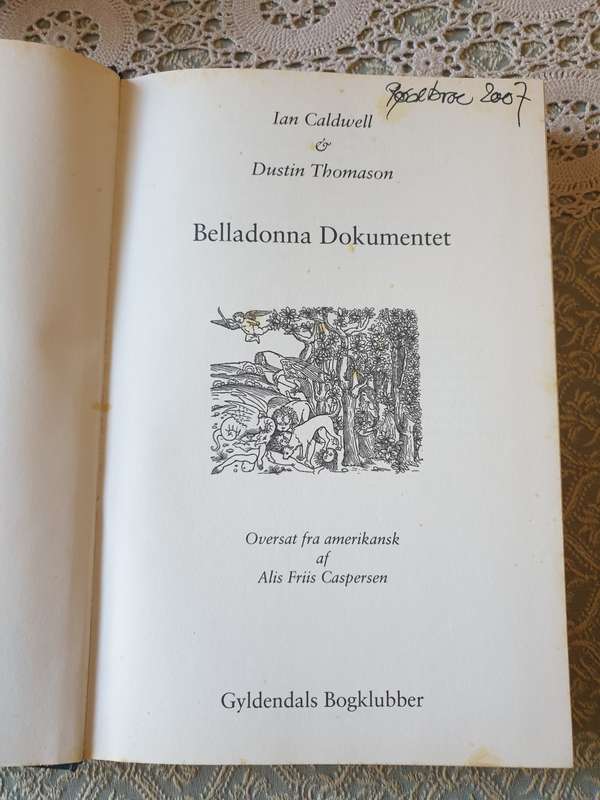 2007
Ian Caldwell
&
Dustin Thomason
Belladonna Dokumentet
Oversat fra amerikansk
af
Alis Friis Caspersen
Gyldendals Bogklubber